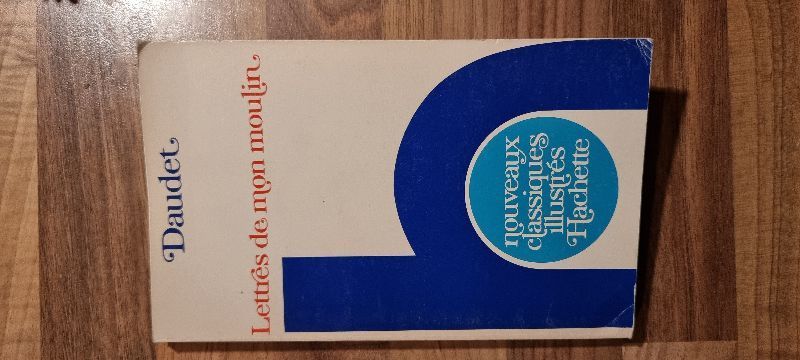 Daudet
Lettres de mon moulin
nouveaux
classiques
illustrés
Hachette